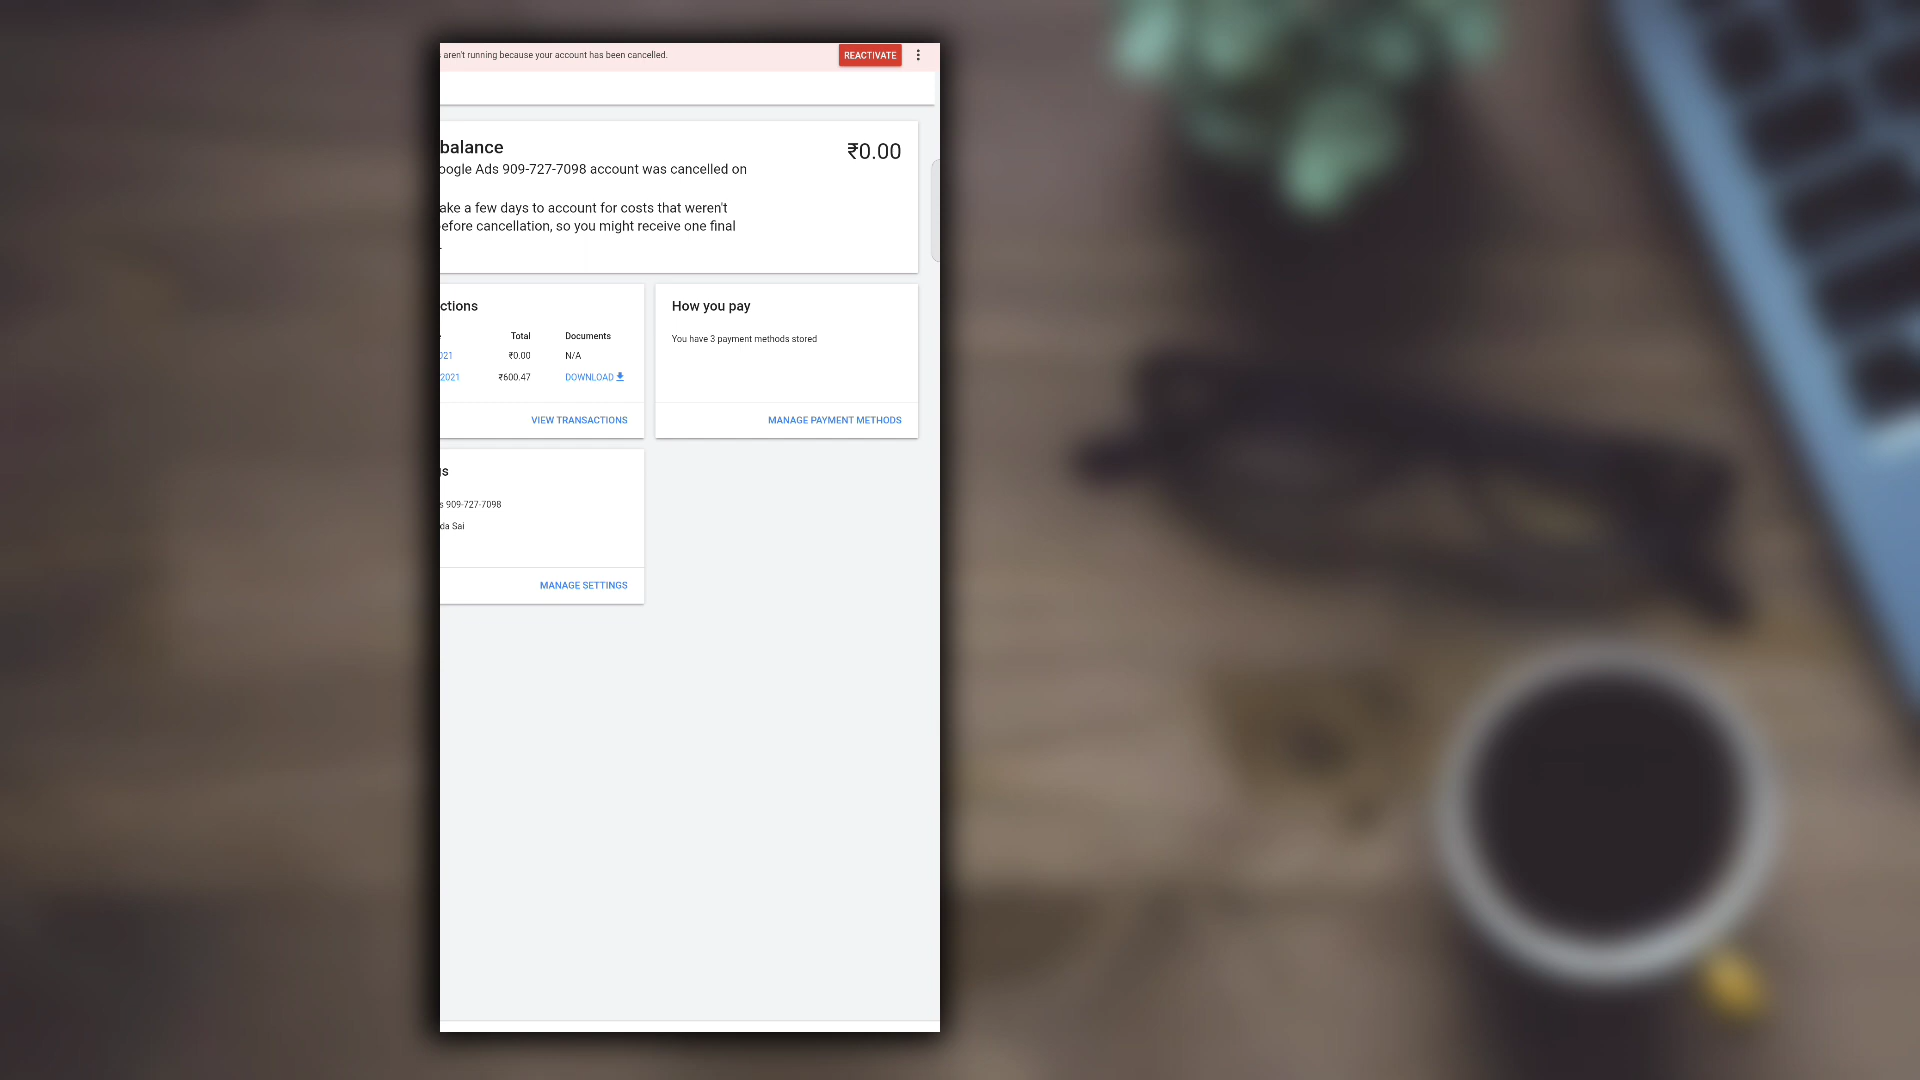 aren't running because your account has been cancelled.
REACTIVATE
balance
₹0.00
oogle Ads 909-727-7098 account was cancelled on
ake a few days to account for costs that weren't
efore cancellation, so you might receive one final
ctions
Total Documents
021 ₹0.00 N/A
2021 ₹600.47 DOWNLOAD
VIEW TRANSACTIONS
How you pay
You have 3 payment methods stored
MANAGE PAYMENT METHODS
s
s 909-727-7098
da Sai
MANAGE SETTINGS